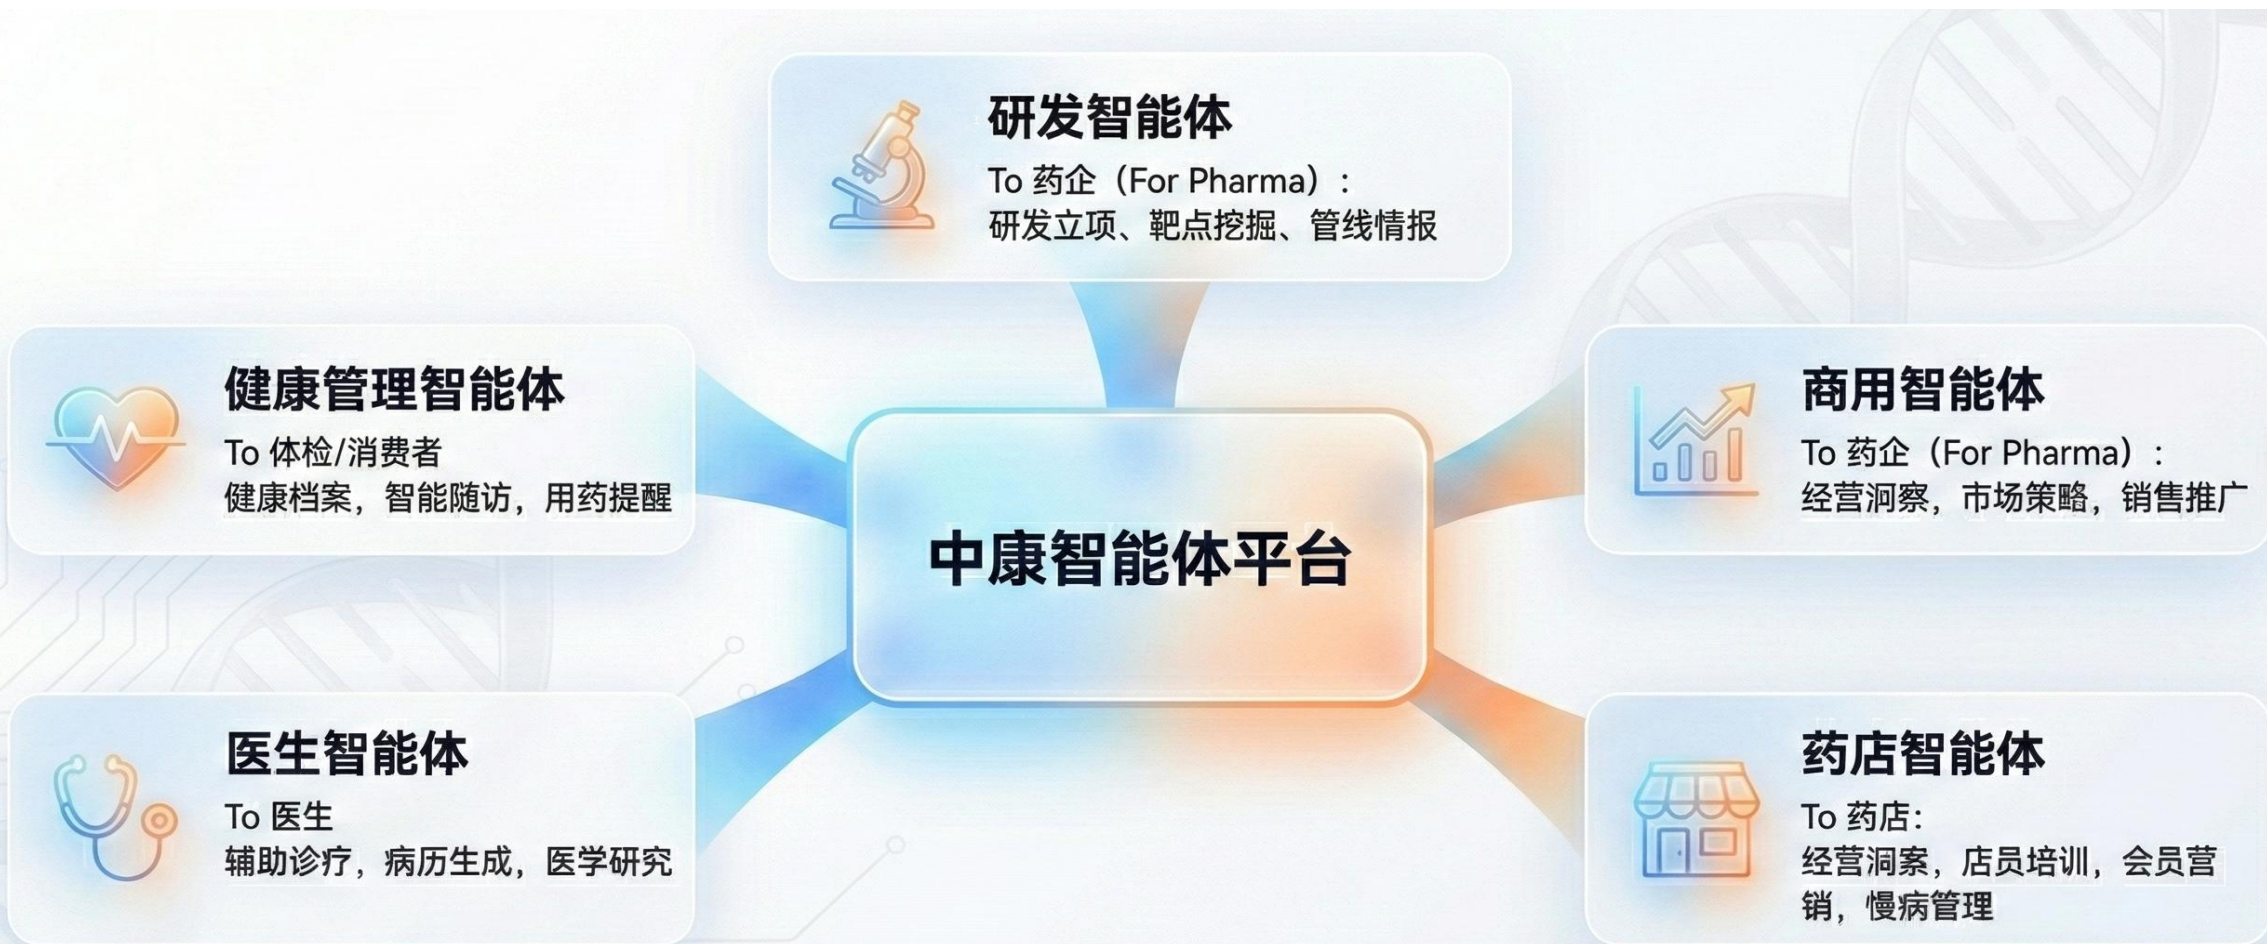 研发智能体
To 药企（For Pharma）:
研发立项、靶点挖掘、管线情报
健康管理智能体
To 体检/消费者
健康档案，智能随访，用药提醒
商用智能体
To 药企（For Pharma）:
经营洞察，市场策略，销售推广
中康智能体平台
医生智能体
To 医生
辅助诊疗，病历生成，医学研究
药店智能体
To 药店:
经营洞案，店员培训，会员营
销，慢病管理